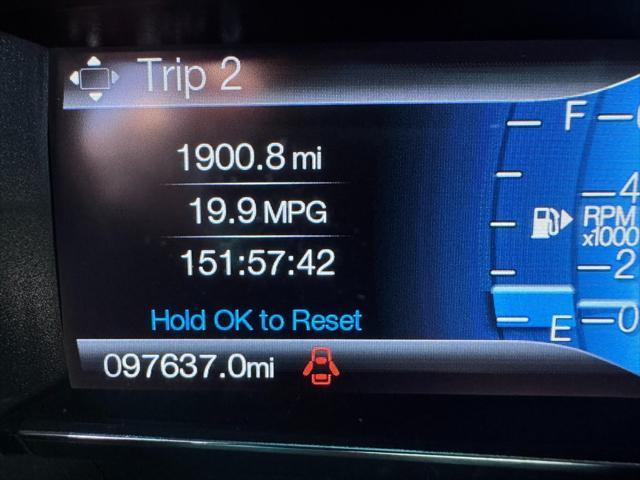 Trip 2
1900.8 mi
19.9 MPG
151:57:42
Hold OK to Reset
097637.0mi
F
E
4
RPM
x1000
2
0